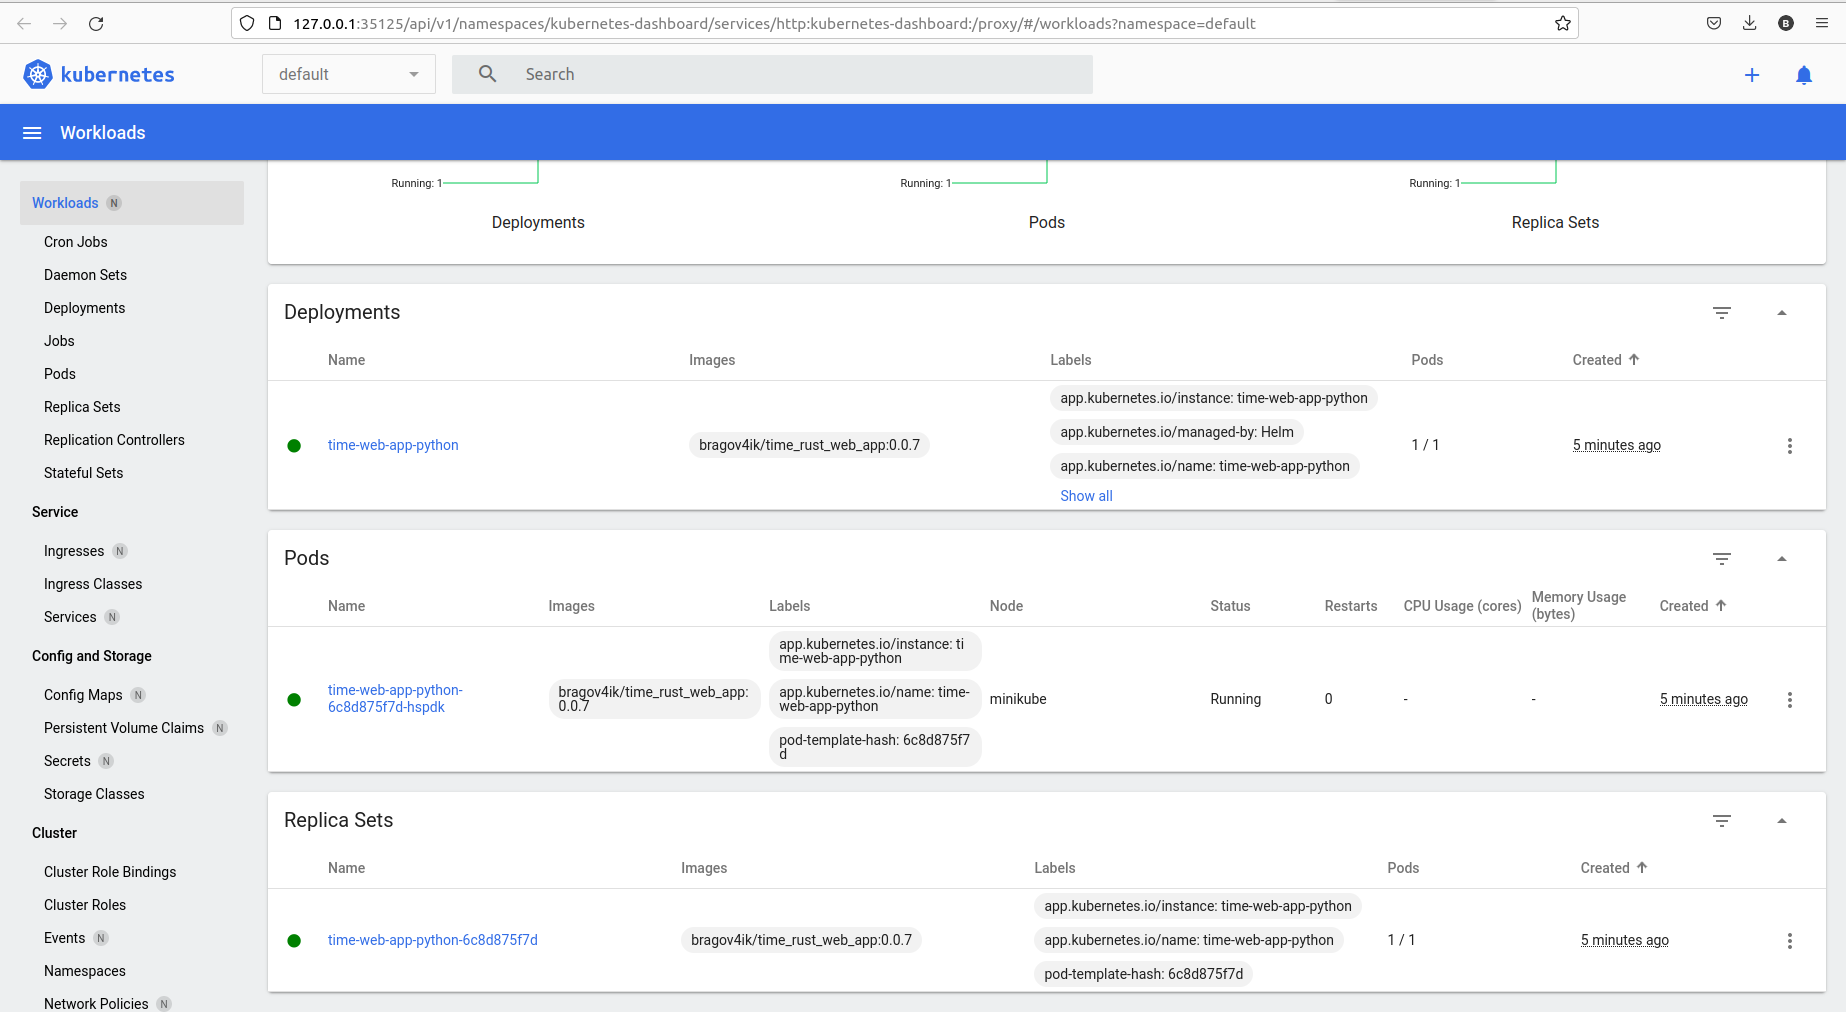 127.0.0.1:35125/api/v1/namespaces/kubernetes-dashboard/services/http:kubernetes-dashboard:/proxy/#/workloads?namespace=default
B
kubernetes
default
Search
Workloads
Workloads N
Cron Jobs
Daemon Sets
Deployments
Jobs
Pods
Replica Sets
Replication Controllers
Stateful Sets
Service
Ingresses N
Ingress Classes
Services N
Config and Storage
Config Maps N
Persistent Volume Claims N
Secrets N
Storage Classes
Cluster
Cluster Role Bindings
Cluster Roles
Events N
Namespaces
Network Policies N
Running: 1
Running: 1
Running: 1
Deployments
Pods
Replica Sets
Deployments
Name Images Labels Pods Created
time-web-app-python
bragov4ik/time_rust_web_app:0.0.7
app.kubernetes.io/instance: time-web-app-python
app.kubernetes.io/managed-by: Helm
app.kubernetes.io/name: time-web-app-python
Show all
1 / 1
5 minutes ago
Pods
Name Images Labels Node Status Restarts CPU Usage (cores) Memory Usage
(bytes) Created
time-web-app-python-
6c8d875f7d-hspdk
bragov4ik/time_rust_web_app:
0.0.7
app.kubernetes.io/instance: ti
me-web-app-python
app.kubernetes.io/name: time-
web-app-python
pod-template-hash: 6c8d875f7
d
minikube
Running
0
-
-
5 minutes ago
Replica Sets
Name Images Labels Pods Created
time-web-app-python-6c8d875f7d
bragov4ik/time_rust_web_app:0.0.7
app.kubernetes.io/instance: time-web-app-python
app.kubernetes.io/name: time-web-app-python
pod-template-hash: 6c8d875f7d
1 / 1
5 minutes ago